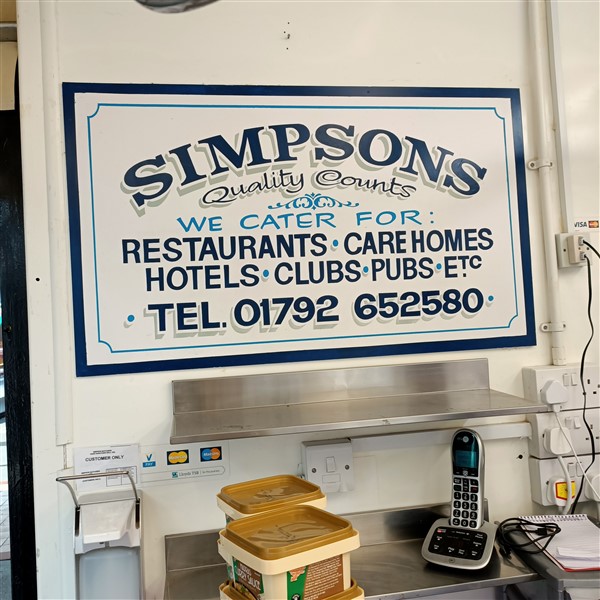 SIMPSONS
Quality Counts
WE CATER FOR:
RESTAURANTS • CARE HOMES
HOTELS • CLUBS • PUBS • ETC
• TEL. 01792 652580 •
VISA
CUSTOMER ONLY